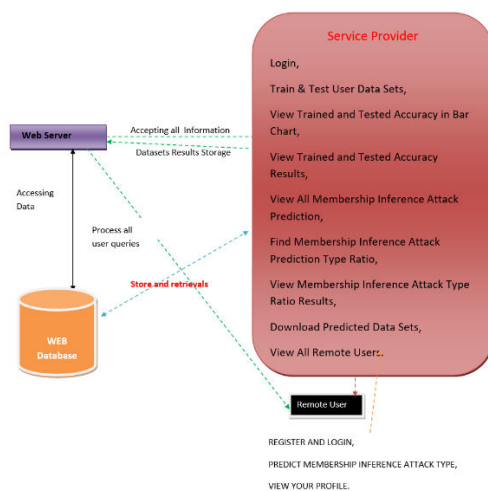 Service Provider
Login,
Train & Test User Data Sets,
View Trained and Tested Accuracy in Bar
Chart,
View Trained and Tested Accuracy
Results,
View All Membership Inference Attack
Prediction,
Find Membership Inference Attack
Prediction Type Ratio,
View Membership Inference Attack Type
Ratio Results,
Download Predicted Data Sets,
View All Remote Users.
Web Server
Accepting all Information
Datasets Results Storage
Accessing
Data
Process all
user queries
Store and retrievals
WEB
Database
Remote User
REGISTER AND LOGIN,
PREDICT MEMBERSHIP INFERENCE ATTACK TYPE,
VIEW YOUR PROFILE.